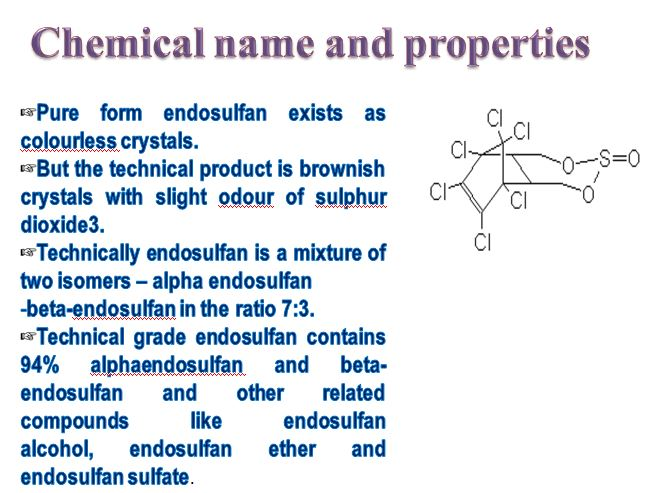 Chemical name and properties
☞Pure form endosulfan exists as
colourless crystals.
☞But the technical product is brownish
crystals with slight odour of sulphur
dioxide3.
☞Technically endosulfan is a mixture of
two isomers – alpha endosulfan
-beta-endosulfan in the ratio 7:3.
☞Technical grade endosulfan contains
94% alphaendosulfan and beta-
endosulfan and other related
compounds like endosulfan
alcohol, endosulfan ether and
endosulfan sulfate.
Cl
Cl
Cl
O
S=O
Cl
Cl
O
Cl